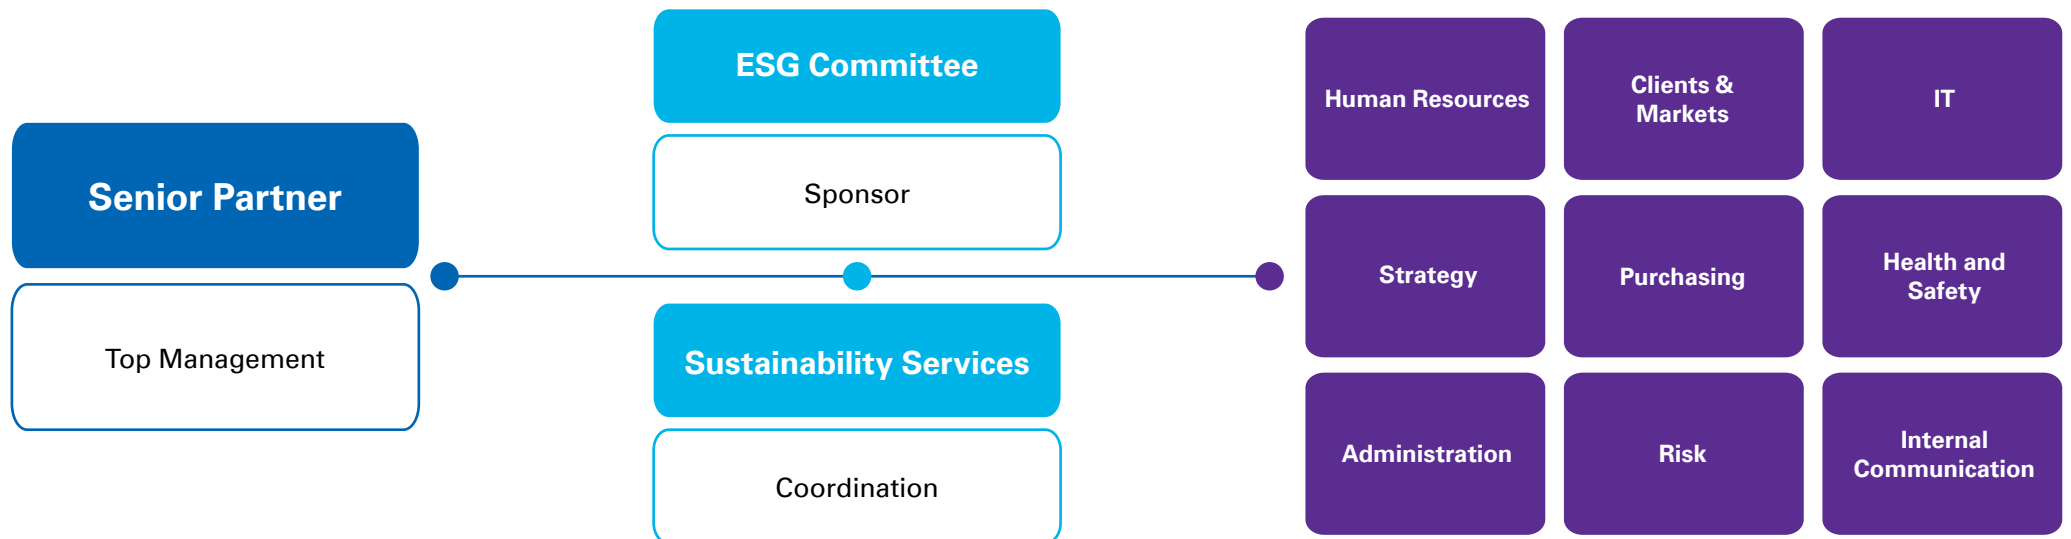 Senior Partner
Top Management
ESG Committee
Sponsor
Sustainability Services
Coordination
Human Resources
Clients &
Markets
IT
Strategy
Purchasing
Health and
Safety
Administration
Risk
Internal
Communication